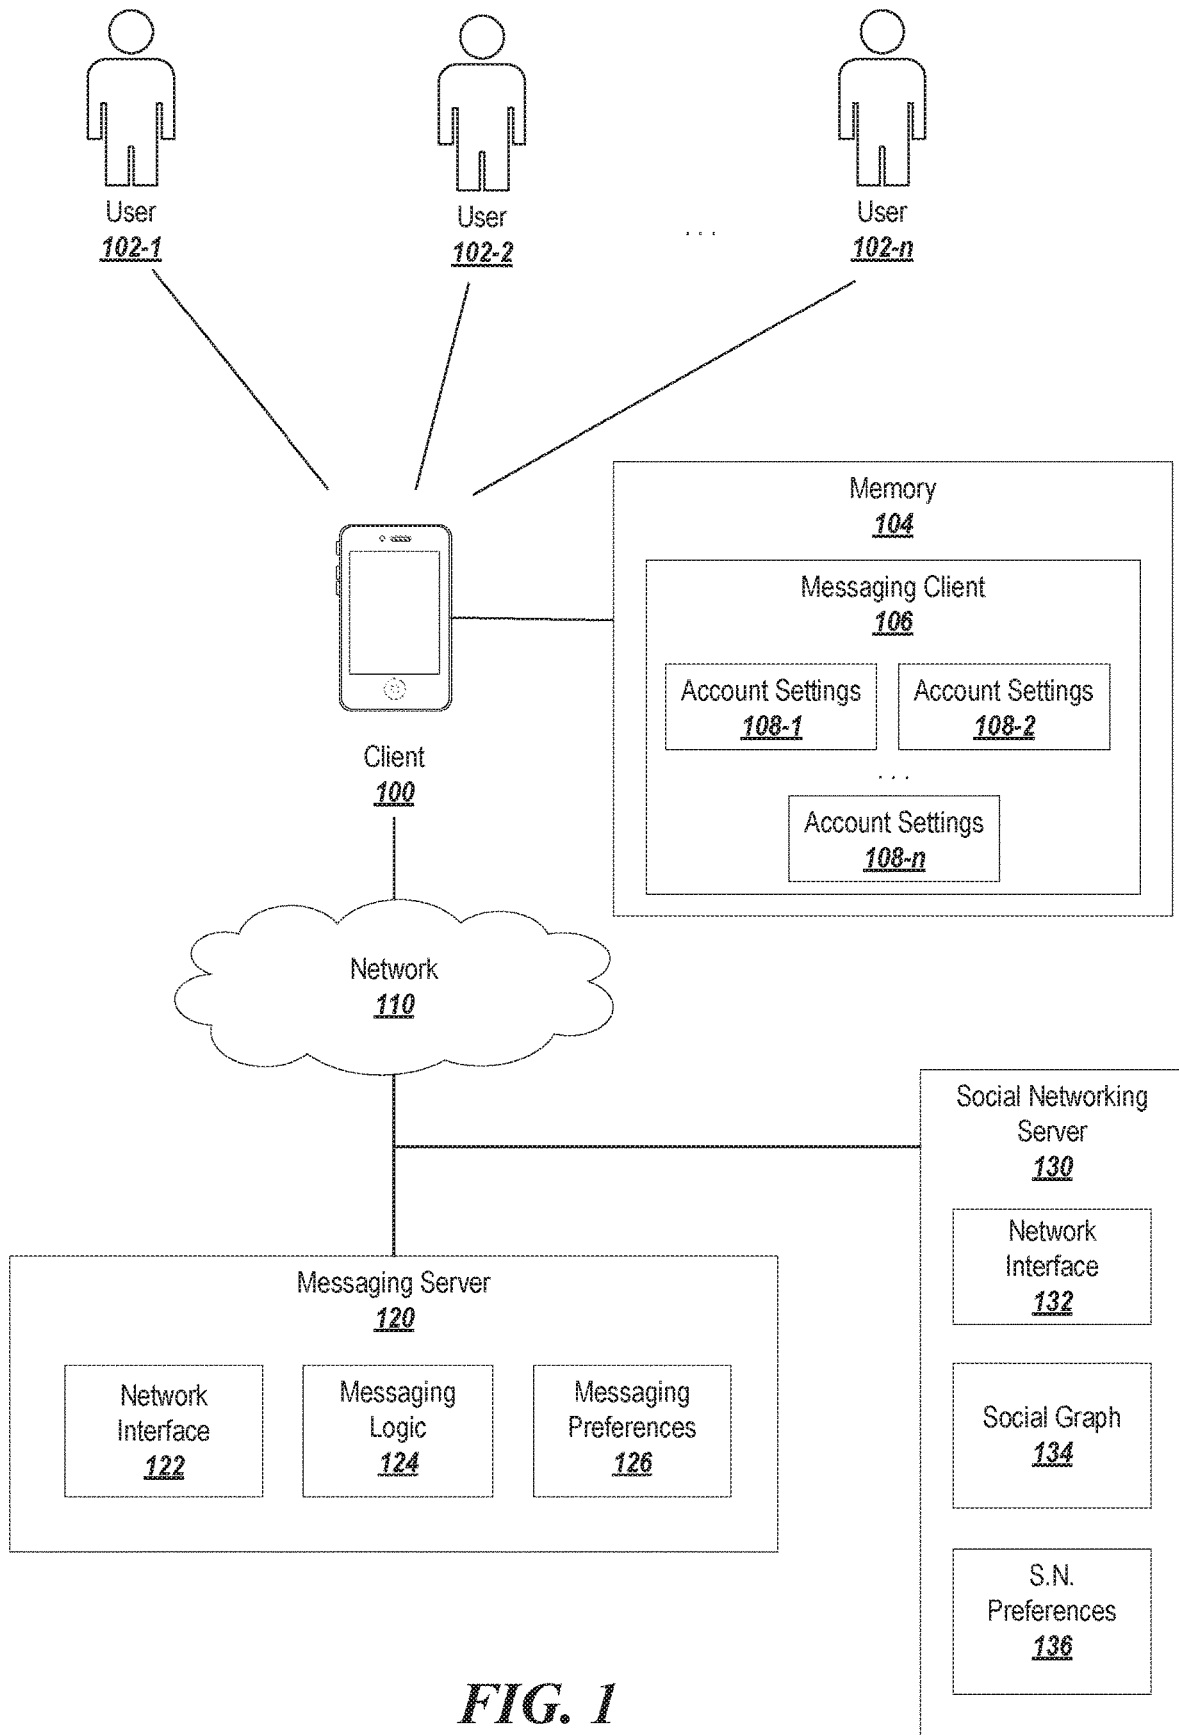 User
102-1
User
102-2
. . .
User
102-n
Memory
104
Messaging Client
106
Account Settings
108-1
Account Settings
108-2
. . .
Account Settings
108-n
Client
100
Network
110
Social Networking
Server
130
Network
Interface
132
Social Graph
134
S.N.
Preferences
136
Messaging Server
120
Network
Interface
122
Messaging
Logic
124
Messaging
Preferences
126
FIG. 1